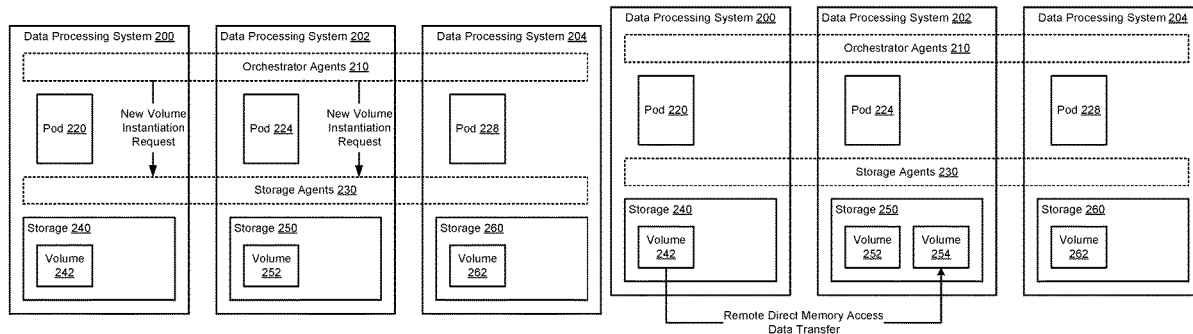 Data Processing System 200
Data Processing System 202
Data Processing System 204
Orchestrator Agents 210
Pod 220
New Volume
Instantiation
Request
Pod 224
New Volume
Instantiation
Request
Pod 228
Storage Agents 230
Storage 240
Volume
242
Storage 250
Volume
252
Storage 260
Volume
262
Data Processing System 200
Data Processing System 202
Data Processing System 204
Orchestrator Agents 210
Pod 220
Pod 224
Pod 228
Storage Agents 230
Storage 240
Volume
242
Storage 250
Volume
252
Volume
254
Storage 260
Volume
262
Remote Direct Memory Access
Data Transfer